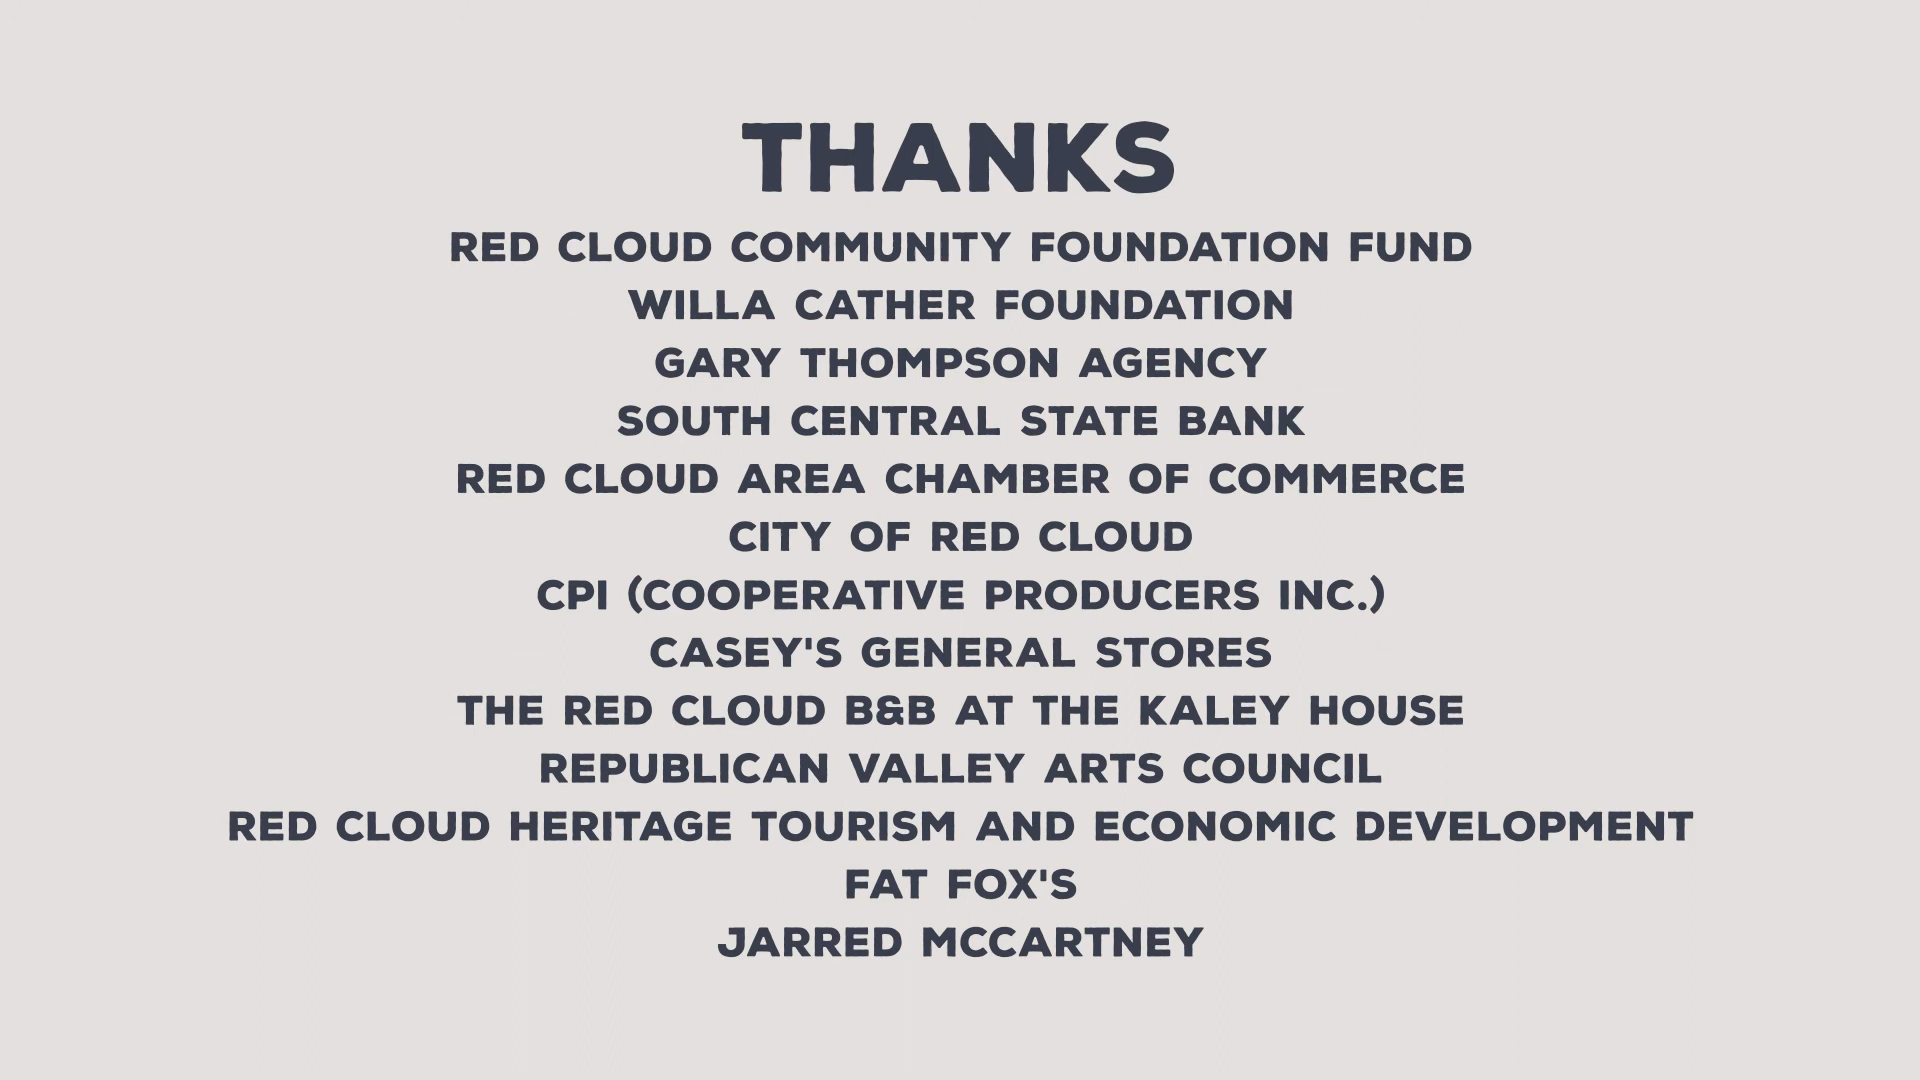 THANKS
RED CLOUD COMMUNITY FOUNDATION FUND
WILLA CATHER FOUNDATION
GARY THOMPSON AGENCY
SOUTH CENTRAL STATE BANK
RED CLOUD AREA CHAMBER OF COMMERCE
CITY OF RED CLOUD
CPI (COOPERATIVE PRODUCERS INC.)
CASEY'S GENERAL STORES
THE RED CLOUD B&B AT THE KALEY HOUSE
REPUBLICAN VALLEY ARTS COUNCIL
RED CLOUD HERITAGE TOURISM AND ECONOMIC DEVELOPMENT
FAT FOX'S
JARRED MCCARTNEY